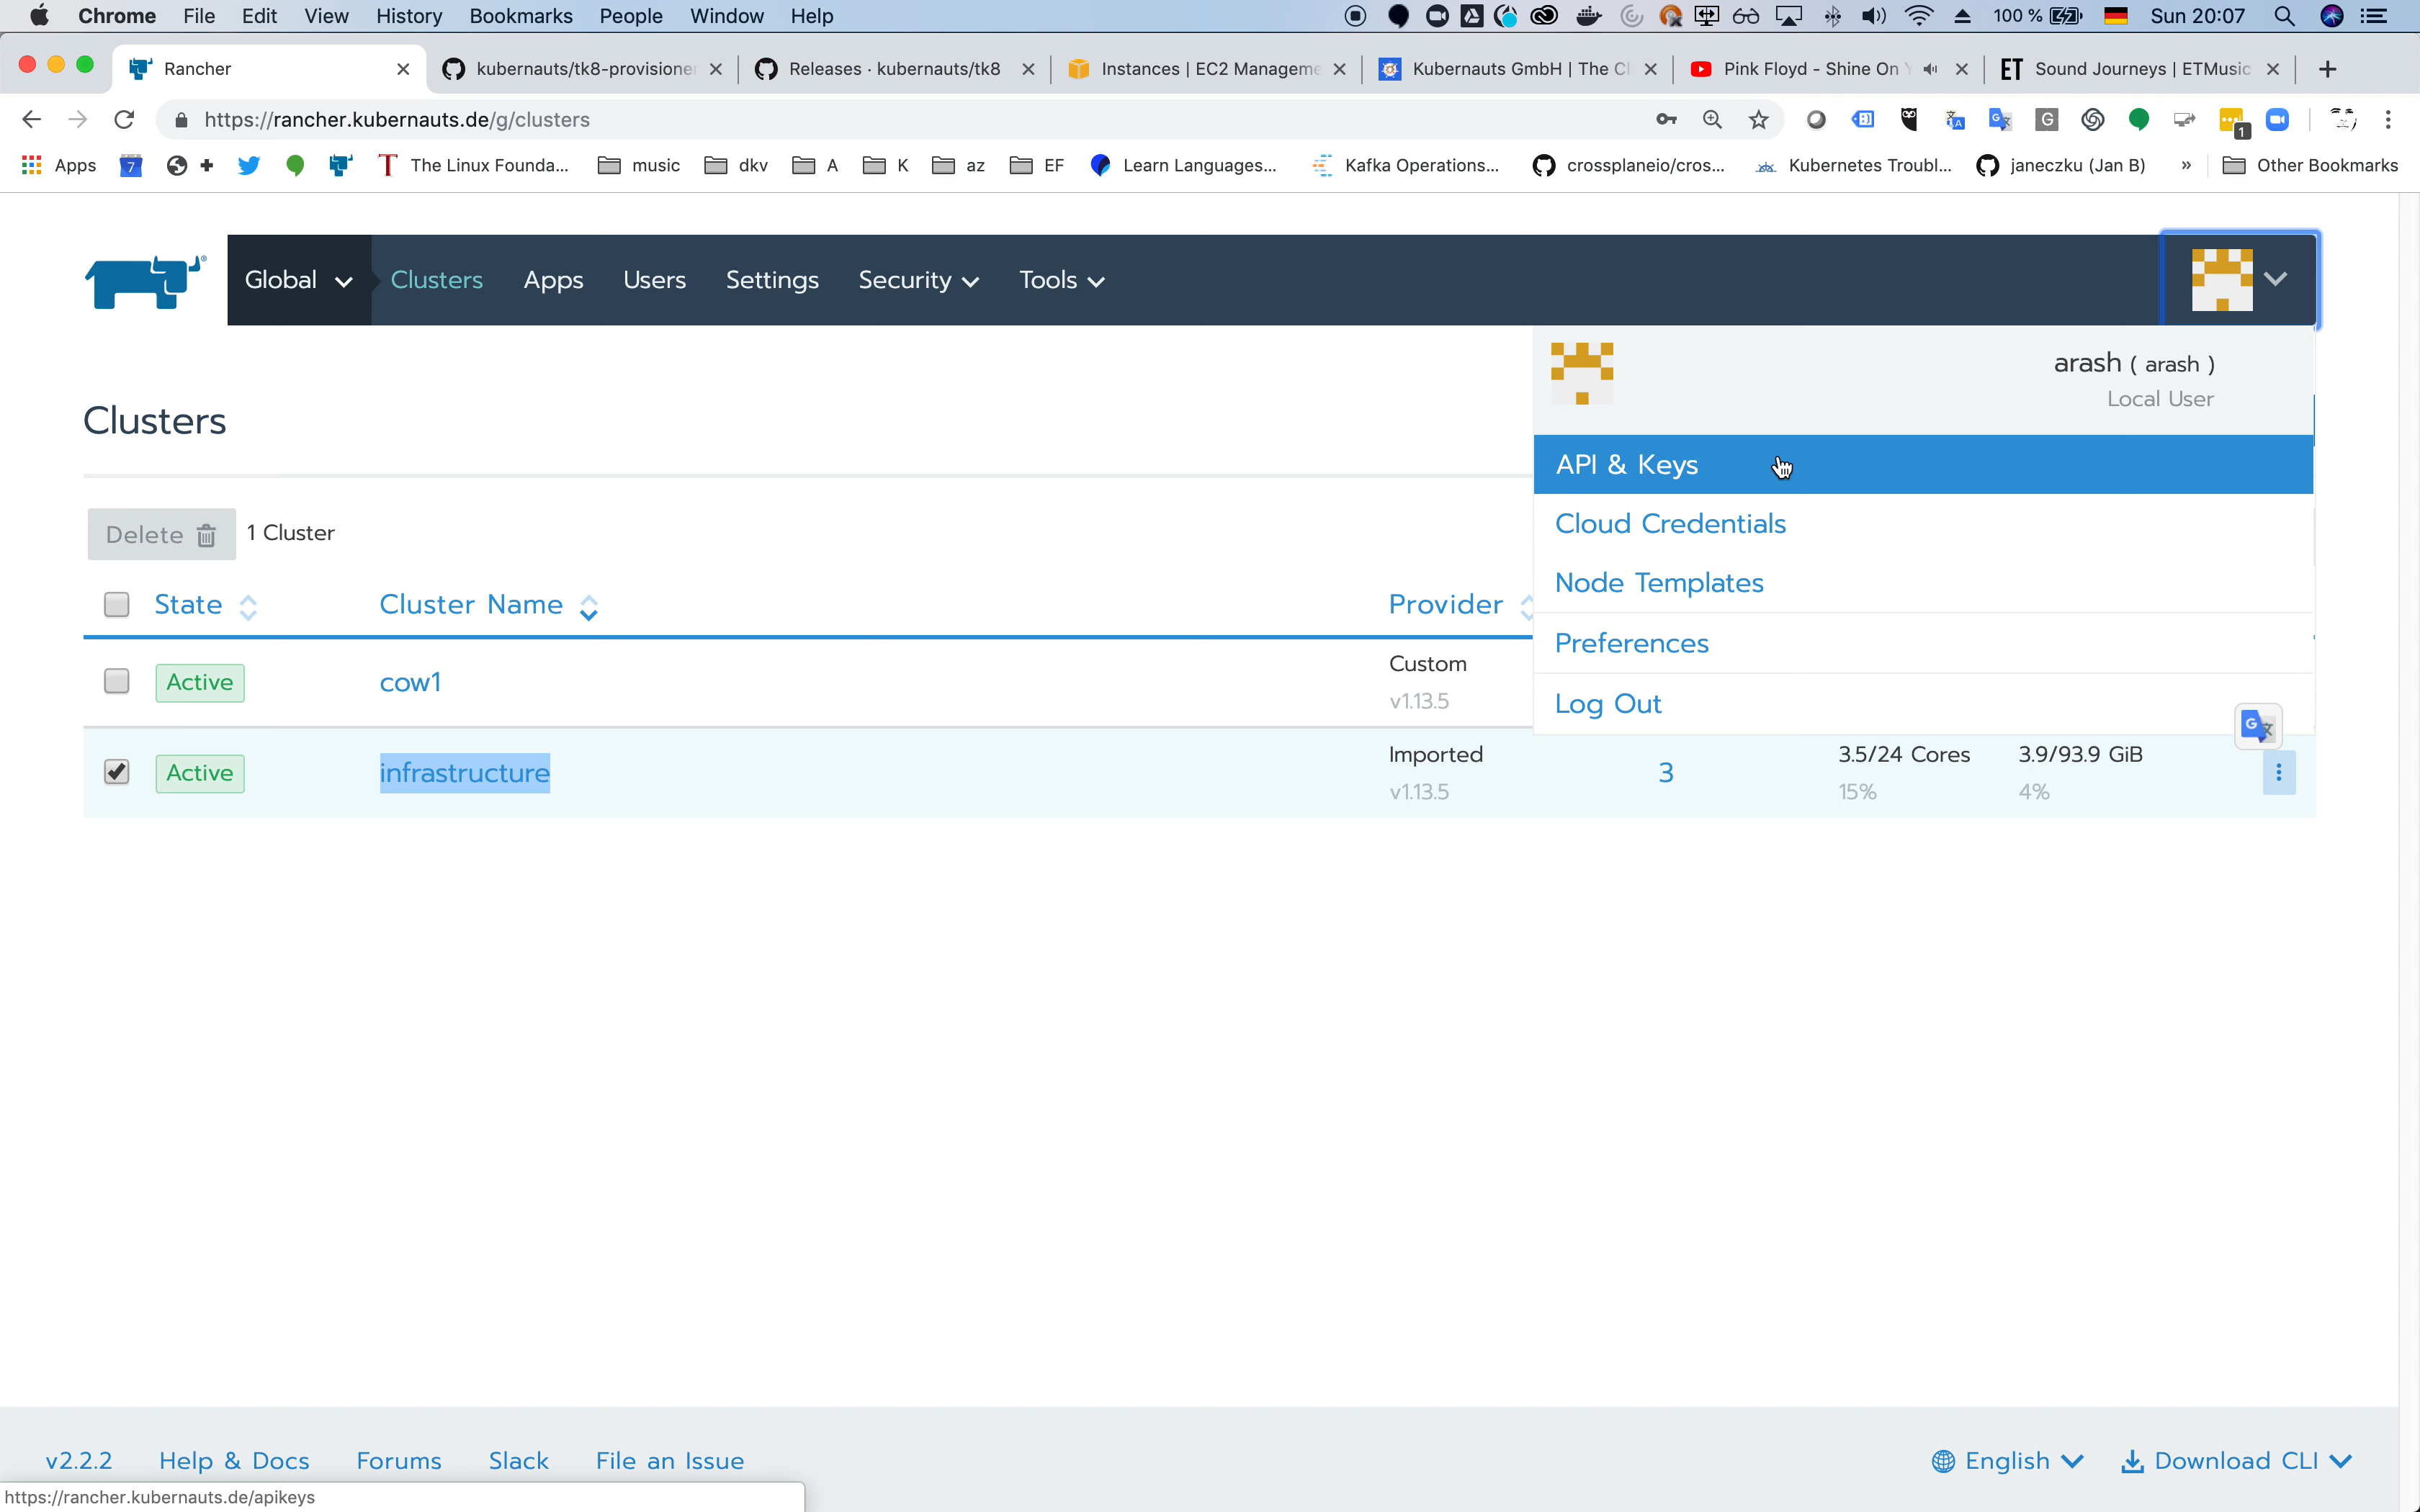 Chrome File Edit View History Bookmarks People Window Help 100 % Sun 20:07
Rancher kubernauts/tk8-provisioner Releases · kubernauts/tk8 Instances | EC2 Manageme Kubernauts GmbH | The Cl Pink Floyd - Shine On Y ET Sound Journeys | ETMusic
https://rancher.kubernauts.de/g/clusters
G
1
Apps 7 The Linux Founda... music dkv A K az EF Learn Languages... Kafka Operations... crossplaneio/cros... Kubernetes Troubl... janeczku (Jan B) » Other Bookmarks
Global Clusters Apps Users Settings Security Tools
arash ( arash )
Local User
Clusters
API & Keys
Cloud Credentials
Node Templates
Preferences
Log Out
Delete 1 Cluster
State Cluster Name Provider
Active cow1 Custom
v1.13.5
Active infrastructure Imported 3 3.5/24 Cores 3.9/93.9 GiB
v1.13.5 15% 4%
v2.2.2 Help & Docs Forums Slack File an Issue English Download CLI
https://rancher.kubernauts.de/apikeys